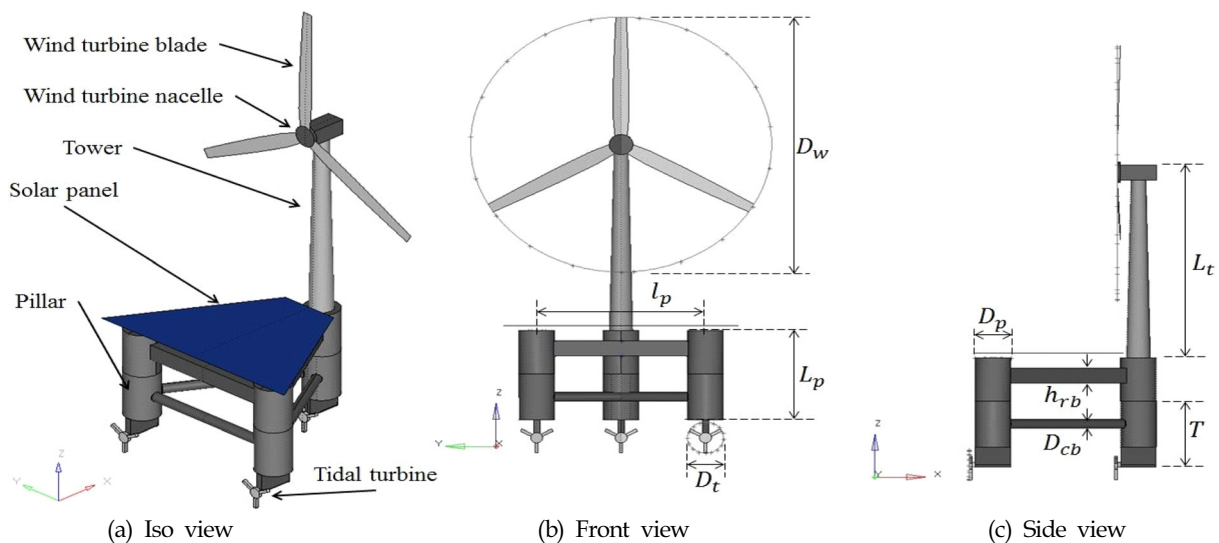 Wind turbine blade
Wind turbine nacelle
Tower
Solar panel
Pillar
Tidal turbine
Z
Y
X
(a) Iso view
D_w
l_p
L_p
D_t
Z
Y
X
(b) Front view
D_p
L_t
h_rb
D_cb
T
Z
Y
X
(c) Side view